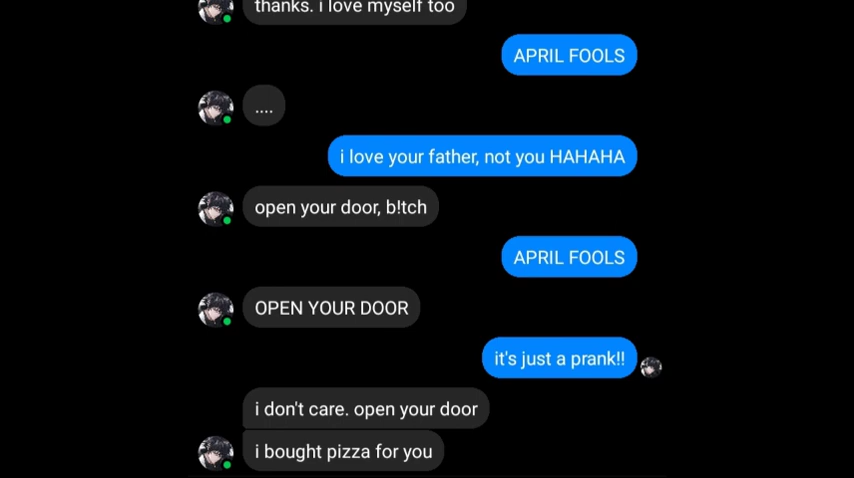 thanks. i love myself too
APRIL FOOLS
....
i love your father, not you HAHAHA
open your door, b!tch
APRIL FOOLS
OPEN YOUR DOOR
it's just a prank!!
i don't care. open your door
i bought pizza for you